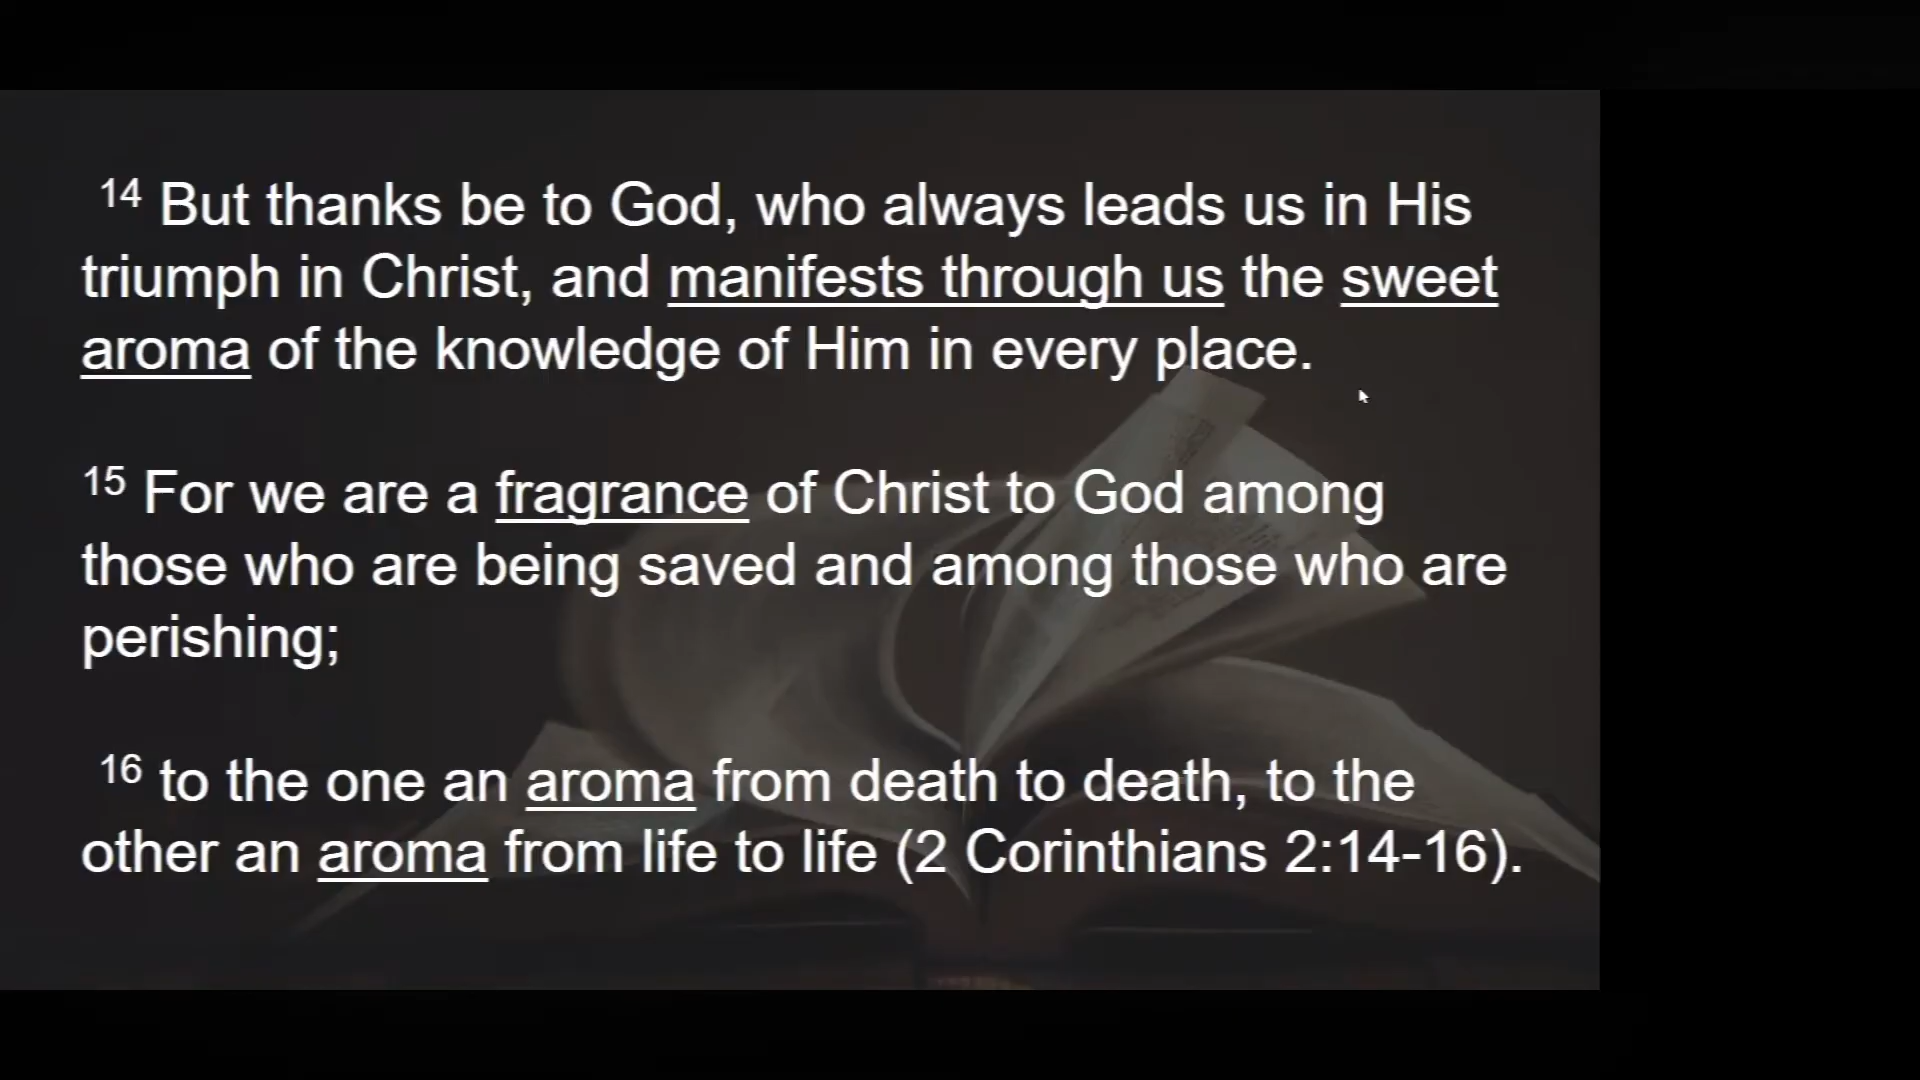 14 But thanks be to God, who always leads us in His
triumph in Christ, and manifests through us the sweet
aroma of the knowledge of Him in every place.
15 For we are a fragrance of Christ to God among
those who are being saved and among those who are
perishing;
16 to the one an aroma from death to death, to the
other an aroma from life to life (2 Corinthians 2:14-16).